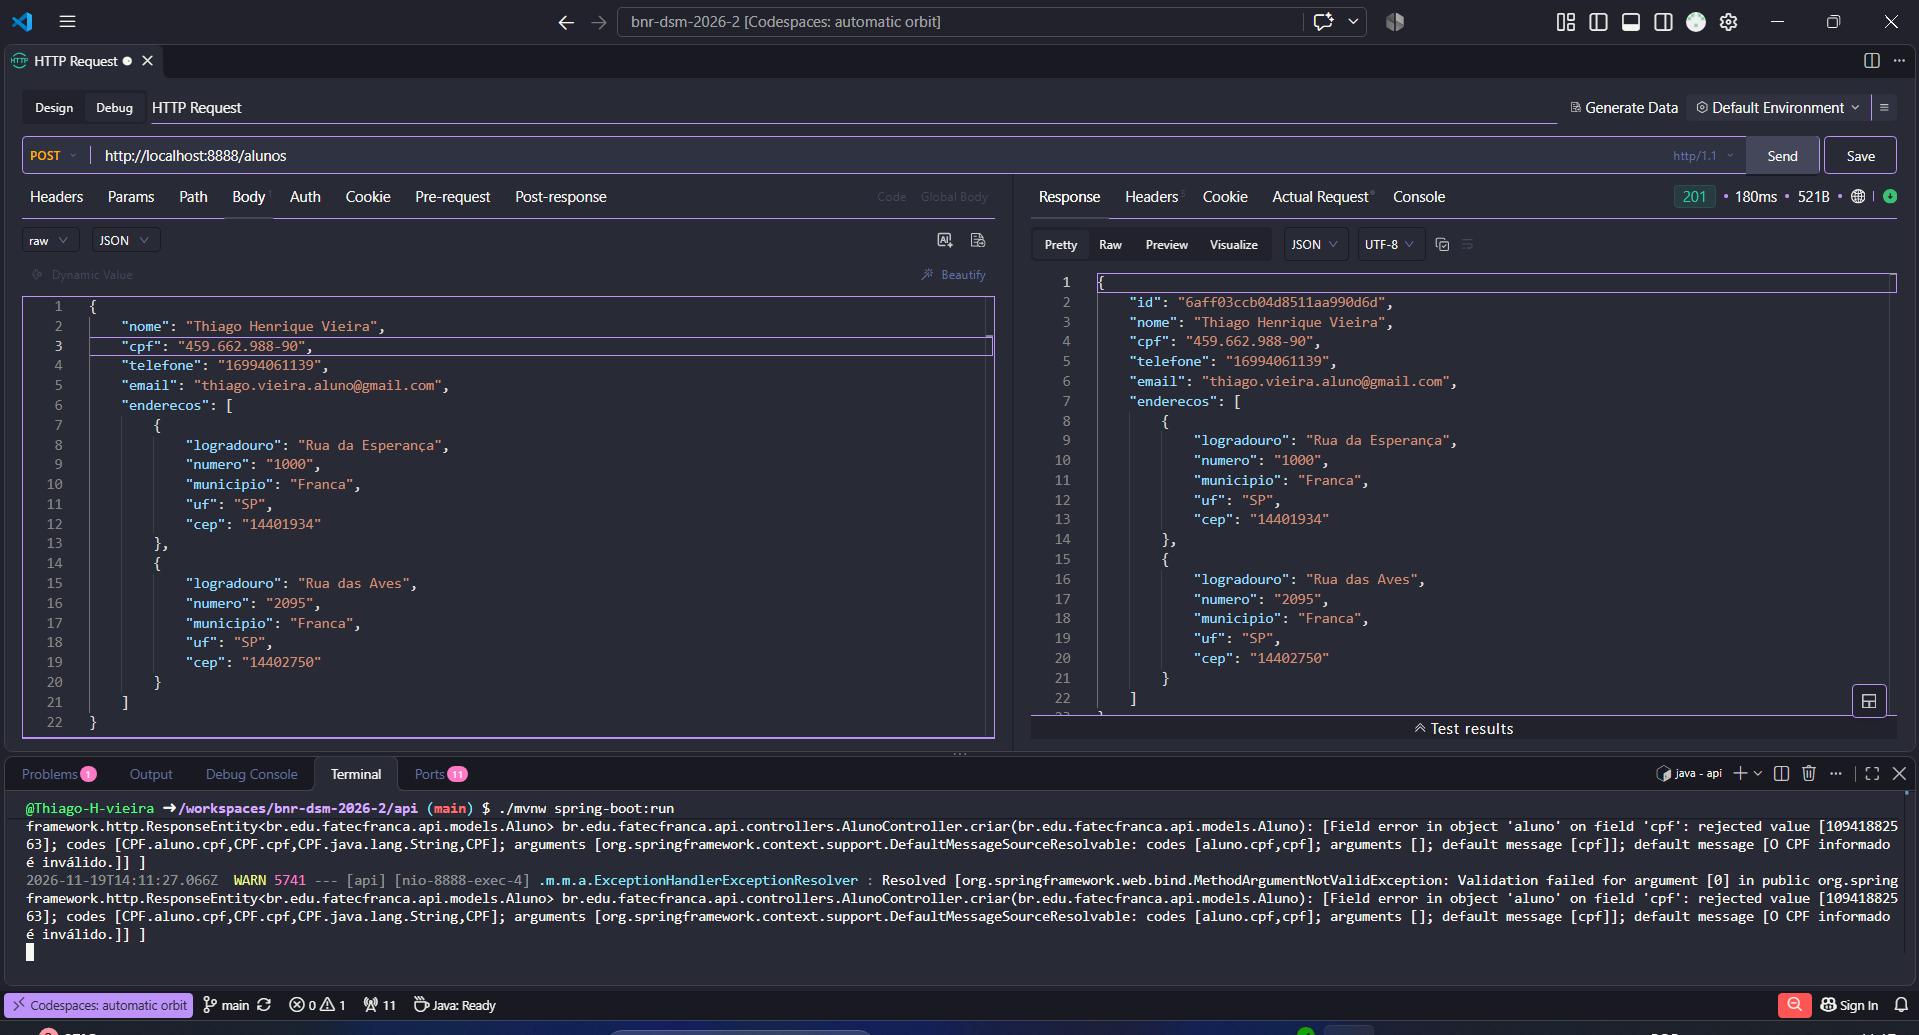 bnr-dsm-2026-2 [Codespaces: automatic orbit]
HTTP HTTP Request
Design Debug HTTP Request Generate Data Default Environment
POST http://localhost:8888/alunos http/1.1 Send Save
Headers Params Path Body 1 Auth Cookie Pre-request Post-response Code Global Body
Response Headers 5 Cookie Actual Request Console 201 • 180ms • 521B
raw JSON
Dynamic Value Beautify
1 {
2 "nome": "Thiago Henrique Vieira",
3 "cpf": "459.662.988-90",
4 "telefone": "16994061139",
5 "email": "thiago.vieira.aluno@gmail.com",
6 "enderecos": [
7 {
8 "logradouro": "Rua da Esperança",
9 "numero": "1000",
10 "municipio": "Franca",
11 "uf": "SP",
12 "cep": "14401934"
13 },
14 {
15 "logradouro": "Rua das Aves",
16 "numero": "2095",
17 "municipio": "Franca",
18 "uf": "SP",
19 "cep": "14402750"
20 }
21 ]
22 }
Pretty Raw Preview Visualize JSON UTF-8
1 {
2 "id": "6aff03ccb04d8511aa990d6d",
3 "nome": "Thiago Henrique Vieira",
4 "cpf": "459.662.988-90",
5 "telefone": "16994061139",
6 "email": "thiago.vieira.aluno@gmail.com",
7 "enderecos": [
8 {
9 "logradouro": "Rua da Esperança",
10 "numero": "1000",
11 "municipio": "Franca",
12 "uf": "SP",
13 "cep": "14401934"
14 },
15 {
16 "logradouro": "Rua das Aves",
17 "numero": "2095",
18 "municipio": "Franca",
19 "uf": "SP",
20 "cep": "14402750"
21 }
22 ]
Test results
Problems 1 Output Debug Console Terminal Ports 11 java - api
@Thiago-H-vieira ➜/workspaces/bnr-dsm-2026-2/api (main) $ ./mvnw spring-boot:run
framework.http.ResponseEntity<br.edu.fatecfranca.api.models.Aluno> br.edu.fatecfranca.api.controllers.AlunoController.criar(br.edu.fatecfranca.api.models.Aluno): [Field error in object 'aluno' on field 'cpf': rejected value [109418825
63]; codes [CPF.aluno.cpf,CPF.cpf,CPF.java.lang.String,CPF]; arguments [org.springframework.context.support.DefaultMessageSourceResolvable: codes [aluno.cpf,cpf]; arguments []; default message [cpf]]; default message [O CPF informado
é inválido.]] ]
2026-11-19T14:11:27.066Z WARN 5741 --- [api] [nio-8888-exec-4] .m.m.a.ExceptionHandlerExceptionResolver : Resolved [org.springframework.web.bind.MethodArgumentNotValidException: Validation failed for argument [0] in public org.spring
framework.http.ResponseEntity<br.edu.fatecfranca.api.models.Aluno> br.edu.fatecfranca.api.controllers.AlunoController.criar(br.edu.fatecfranca.api.models.Aluno): [Field error in object 'aluno' on field 'cpf': rejected value [109418825
63]; codes [CPF.aluno.cpf,CPF.cpf,CPF.java.lang.String,CPF]; arguments [org.springframework.context.support.DefaultMessageSourceResolvable: codes [aluno.cpf,cpf]; arguments []; default message [cpf]]; default message [O CPF informado
é inválido.]] ]
Codespaces: automatic orbit main 0 1 11 Java: Ready Sign In